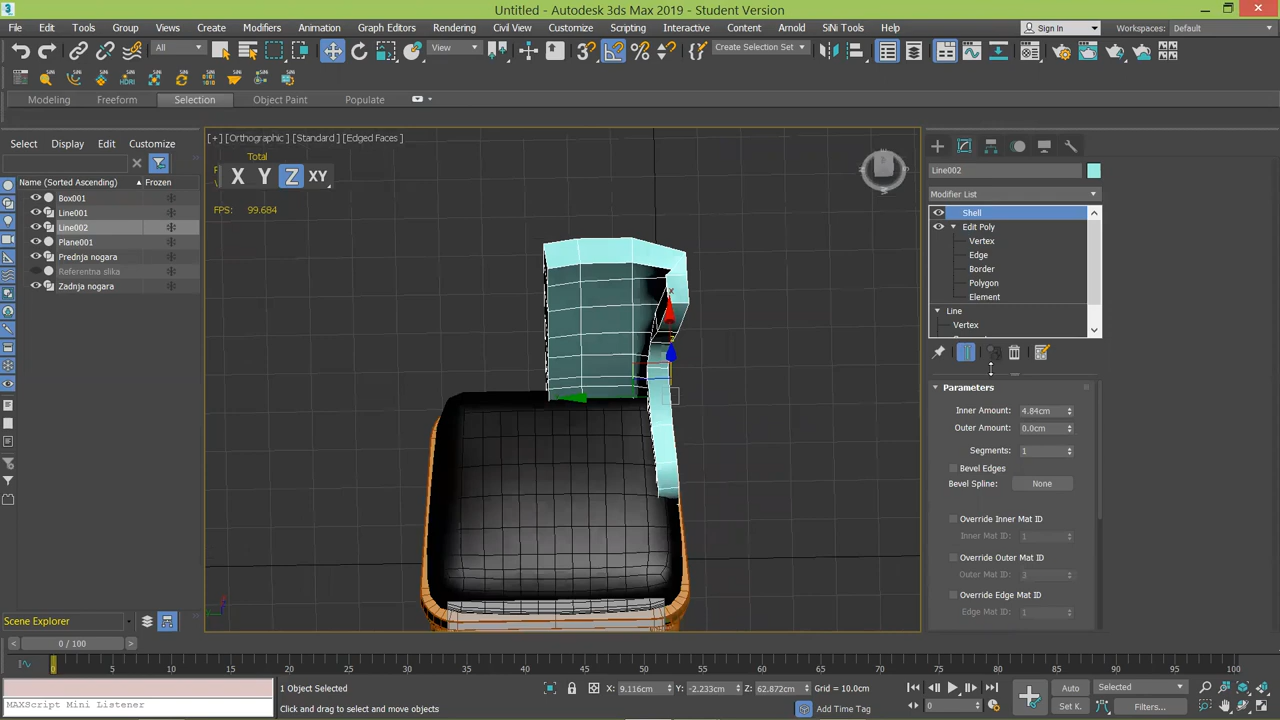 Untitled - Autodesk 3ds Max 2019 - Student Version
File Edit Tools Group Views Create Modifiers Animation Graph Editors Rendering Civil View Customize Scripting Interactive Content Arnold SiNi Tools Help Sign In Workspaces: Default
All View Create Selection Set
Modeling Freeform Selection Object Paint Populate
Select Display Edit Customize
Name (Sorted Ascending) Frozen
Box001
Line001
Line002
Plane001
Prednja nogara
Referentna slika
Zadnja nogara
Scene Explorer
[+] [Orthographic ] [Standard ] [Edged Faces ]
Total
X Y Z XY
FPS: 99.684
Line002
Modifier List
Shell
Edit Poly
Vertex
Edge
Border
Polygon
Element
Line
Vertex
Parameters
Inner Amount: 4.84cm
Outer Amount: 0.0cm
Segments: 1
Bevel Edges
Bevel Spline: None
Override Inner Mat ID
Inner Mat ID: 1
Override Outer Mat ID
Outer Mat ID: 3
Override Edge Mat ID
Edge Mat ID: 1
0 / 100
0 5 10 15 20 25 30 35 40 45 50 55 60 65 70 75 80 85 90 95 100
MAXScript Mini Listener
1 Object Selected
Click and drag to select and move objects
X: 9.116cm Y: -2.233cm Z: 62.872cm Grid = 10.0cm
Add Time Tag
0
Auto Selected
Set K. Filters...